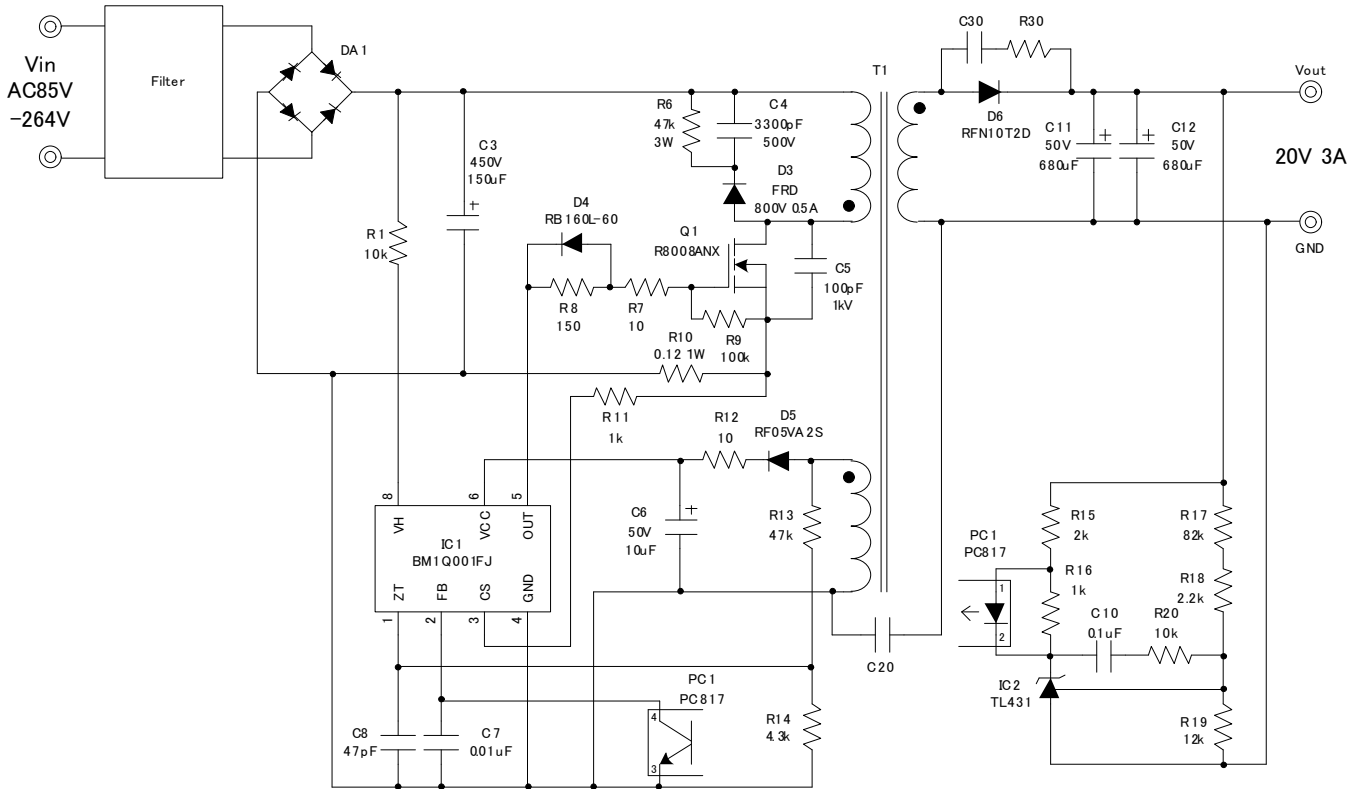 Vin
AC85V
-264V
Filter
DA1
R1
10k
C3
450V
150uF
+
R6
47k
3W
C4
3300pF
500V
D3
FRD
800V 0.5A
T1
C30
R30
D6
RFN10T2D
C11
50V
680uF
+
C12
50V
680uF
+
Vout
20V 3A
GND
D4
RB160L-60
R8
150
R7
10
Q1
R8008ANX
C5
100pF
1kV
R9
100k
R10
0.12 1W
R11
1k
R12
10
D5
RF05VA2S
C6
50V
10uF
+
R13
47k
8
6
5
VH
VCC
OUT
IC1
BM1Q001FJ
ZT
FB
CS
GND
1
2
3
4
C20
PC1
PC817
1
2
R15
2k
R16
1k
R17
82k
R18
2.2k
C10
0.1uF
R20
10k
IC2
TL431
R19
12k
C8
47pF
C7
0.01uF
PC1
PC817
4
3
R14
4.3k